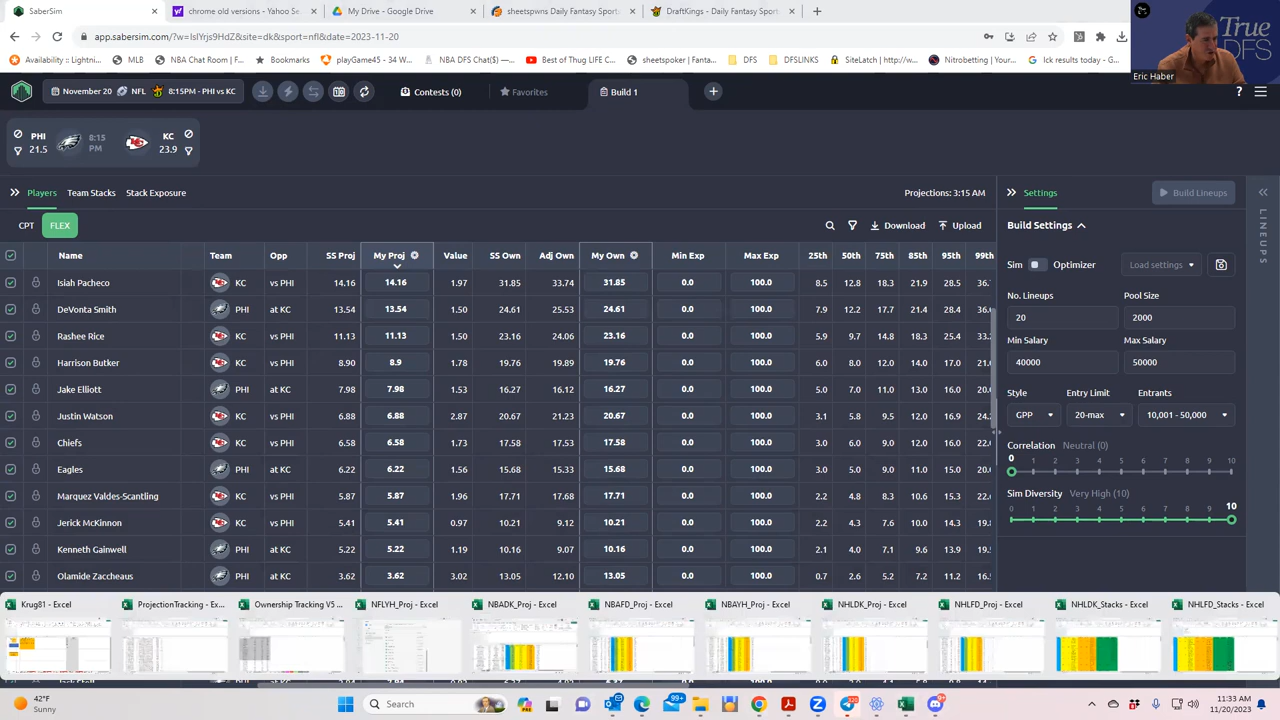 SaberSim
chrome old versions - Yahoo Se
My Drive - Google Drive
sheetspwns Daily Fantasy Sport
DraftKings - Daily Fantasy Sport
app.sabersim.com/?w=IsIYrjs9HdZ&site=dk&sport=nfl&date=2023-11-20
Availability :: Lightni...
MLB
NBA Chat Room | F...
Bookmarks
playGame45 - 3 W...
NBA DFS Chat($) —...
Best of Thug LIFE C...
sheetspoker | Fanta...
DFS
DFSLINKS
SiteLatch | http://w...
Nitrobetting | Your...
Ick results today - G...
True
DFS
Eric Haber
November 20 NFL 8:15PM - PHI vs KC
Contests (0)
Favorites
Build 1
PHI 21.5
8:15 PM
KC 23.9
Players Team Stacks Stack Exposure
Projections: 3:15 AM
Settings
Build Lineups
CPT FLEX
Download Upload
Build Settings
LINEUPS
Name Team Opp SS Proj My Proj Value SS Own Adj Own My Own Min Exp Max Exp 25th 50th 75th 85th 95th 99th
Isiah Pacheco KC vs PHI 14.16 14.16 1.97 31.85 33.74 31.85 0.0 100.0 8.5 12.8 18.3 21.9 28.5 36.
DeVonta Smith PHI at KC 13.54 13.54 1.50 24.61 25.53 24.61 0.0 100.0 7.9 12.2 17.7 21.4 28.4 36.
Rashee Rice KC vs PHI 11.13 11.13 1.50 23.16 24.06 23.16 0.0 100.0 5.9 9.7 14.8 18.3 25.4 33.
Harrison Butker KC vs PHI 8.90 8.9 1.78 19.76 19.89 19.76 0.0 100.0 6.0 8.0 12.0 14.0 17.0 21.
Jake Elliott PHI at KC 7.98 7.98 1.53 16.27 16.12 16.27 0.0 100.0 5.0 7.0 11.0 13.0 16.0 20.
Justin Watson KC vs PHI 6.88 6.88 2.87 20.67 21.23 20.67 0.0 100.0 3.1 5.8 9.5 12.0 16.9 24.
Chiefs KC vs PHI 6.58 6.58 1.73 17.58 17.53 17.58 0.0 100.0 3.0 6.0 9.0 12.0 17.0 22.
Eagles PHI at KC 6.22 6.22 1.56 15.68 15.33 15.68 0.0 100.0 3.0 5.0 9.0 11.0 15.0 20.
Marquez Valdes-Scantling KC vs PHI 5.87 5.87 1.96 17.71 17.68 17.71 0.0 100.0 2.2 4.8 8.3 10.6 15.3 22.
Jerick McKinnon KC vs PHI 5.41 5.41 0.97 10.21 9.12 10.21 0.0 100.0 2.2 4.3 7.6 10.0 14.3 19.
Kenneth Gainwell PHI at KC 5.22 5.22 1.19 10.16 9.07 10.16 0.0 100.0 2.1 4.0 7.1 9.6 13.9 19.
Olamide Zaccheaus PHI at KC 3.62 3.62 3.02 13.05 12.10 13.05 0.0 100.0 0.7 2.6 5.2 7.2 11.2 16.
Sim Optimizer
Load settings
No. Lineups Pool Size
20 2000
Min Salary Max Salary
40000 50000
Style Entry Limit Entrants
GPP 20-max 10,001 - 50,000
Correlation Neutral (0)
0
1 2 3 4 5 6 7 8 9 10
Sim Diversity Very High (10)
0 1 2 3 4 5 6 7 8 9 10
Krug81 - Excel
ProjectionTracking - Ex...
Ownership Tracking V5 ...
NFLYH_Proj - Excel
NBADK_Proj - Excel
NBAFD_Proj - Excel
NBAYH_Proj - Excel
NHLDK_Proj - Excel
NHLFD_Proj - Excel
NHLDK_Stacks - Excel
NHLFD_Stacks - Excel
42°F
Sunny
Search
99+
11:33 AM
11/20/2023